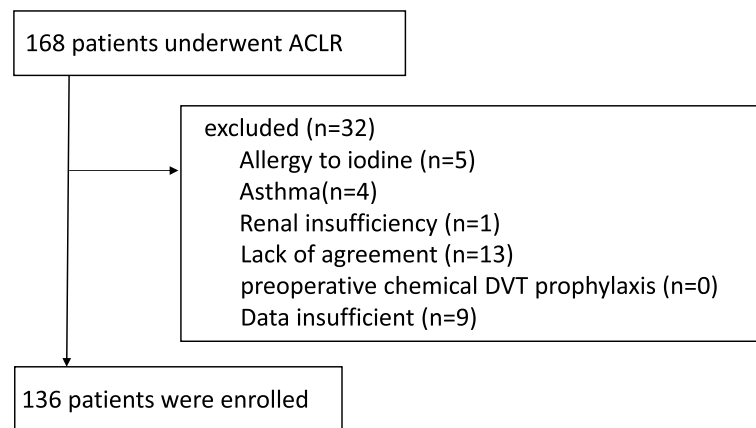 168 patients underwent ACLR
excluded (n=32)
Allergy to iodine (n=5)
Asthma(n=4)
Renal insufficiency (n=1)
Lack of agreement (n=13)
preoperative chemical DVT prophylaxis (n=0)
Data insufficient (n=9)
136 patients were enrolled